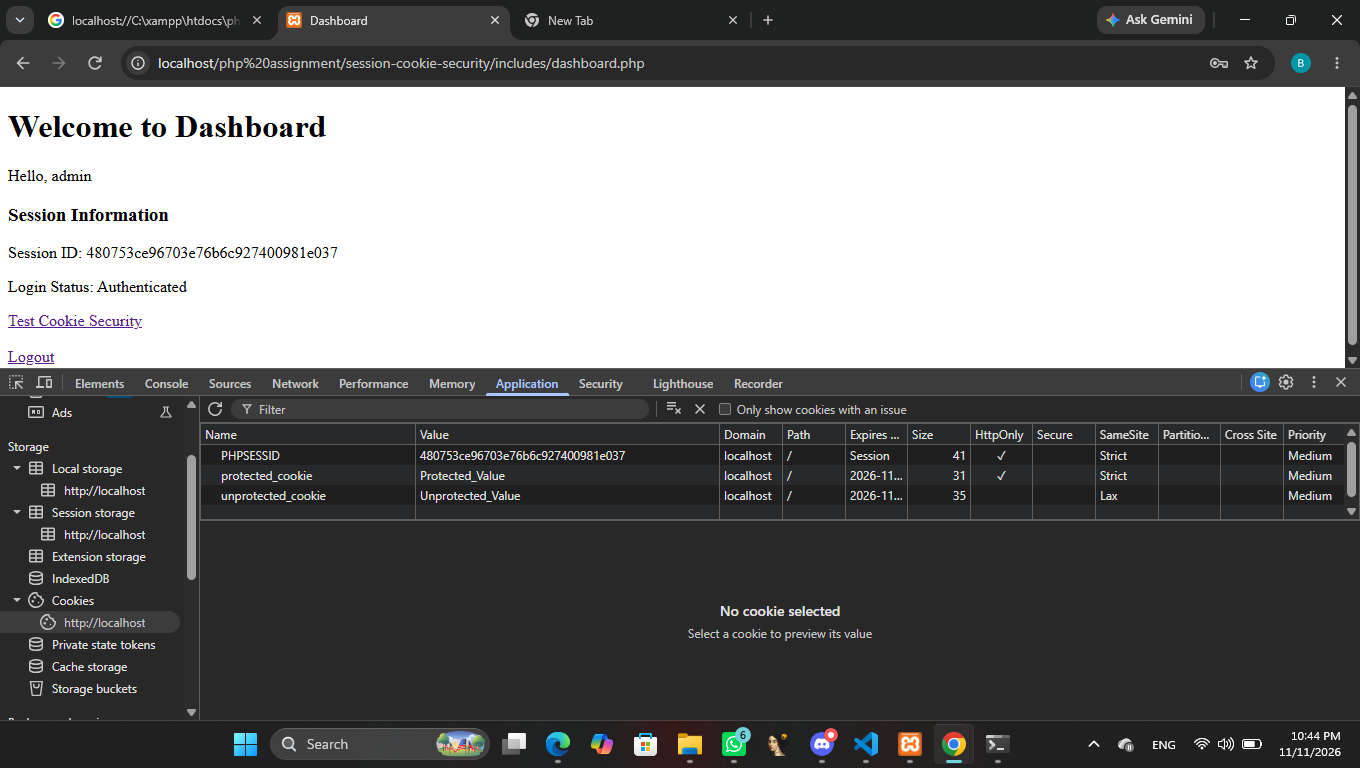 localhost://C:\xampp\htdocs\ph
Dashboard
New Tab
Ask Gemini
localhost/php%20assignment/session-cookie-security/includes/dashboard.php
B
Welcome to Dashboard
Hello, admin
Session Information
Session ID: 480753ce96703e76b6c927400981e037
Login Status: Authenticated
Test Cookie Security
Logout
Elements Console Sources Network Performance Memory Application Security Lighthouse Recorder
Ads
Storage
Local storage
http://localhost
Session storage
http://localhost
Extension storage
IndexedDB
Cookies
http://localhost
Private state tokens
Cache storage
Storage buckets
Filter
Only show cookies with an issue
Name Value Domain Path Expires ... Size HttpOnly Secure SameSite Partitio... Cross Site Priority
PHPSESSID 480753ce96703e76b6c927400981e037 localhost / Session 41 ✓ Strict Medium
protected_cookie Protected_Value localhost / 2026-11... 31 ✓ Strict Medium
unprotected_cookie Unprotected_Value localhost / 2026-11... 35 Lax Medium
No cookie selected
Select a cookie to preview its value
Search
6
ENG
10:44 PM
11/11/2026